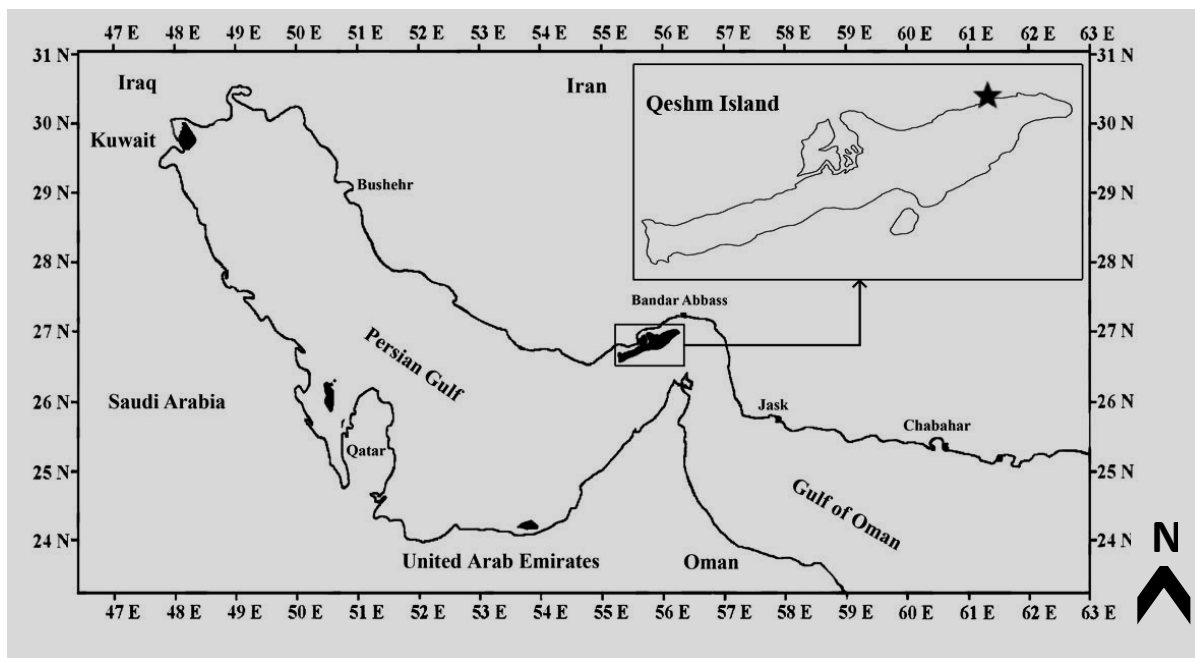 47 E 48 E 49 E 50 E 51 E 52 E 53 E 54 E 55 E 56 E 57 E 58 E 59 E 60 E 61 E 62 E 63 E
31 N
31 N
Iraq
Iran
Qeshm Island
30 N
30 N
Kuwait
29 N
Bushehr
29 N
28 N
28 N
Bandar Abbass
27 N
27 N
Persian Gulf
26 N
Saudi Arabia
Jask
26 N
Chabahar
Qatar
25 N
25 N
Gulf of Oman
24 N
United Arab Emirates
Oman
24 N
N
47 E 48 E 49 E 50 E 51 E 52 E 53 E 54 E 55 E 56 E 57 E 58 E 59 E 60 E 61 E 62 E 63 E